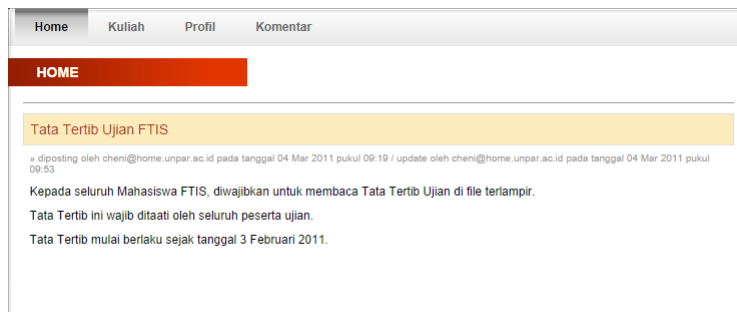 Home Kuliah Profil Komentar
HOME
Tata Tertib Ujian FTIS
» diposting oleh cheni@home.unpar.ac.id pada tanggal 04 Mar 2011 pukul 09:19 / update oleh cheni@home.unpar.ac.id pada tanggal 04 Mar 2011 pukul
09:53
Kepada seluruh Mahasiswa FTIS, diwajibkan untuk membaca Tata Tertib Ujian di file terlampir.
Tata Tertib ini wajib ditaati oleh seluruh peserta ujian.
Tata Tertib mulai berlaku sejak tanggal 3 Februari 2011.